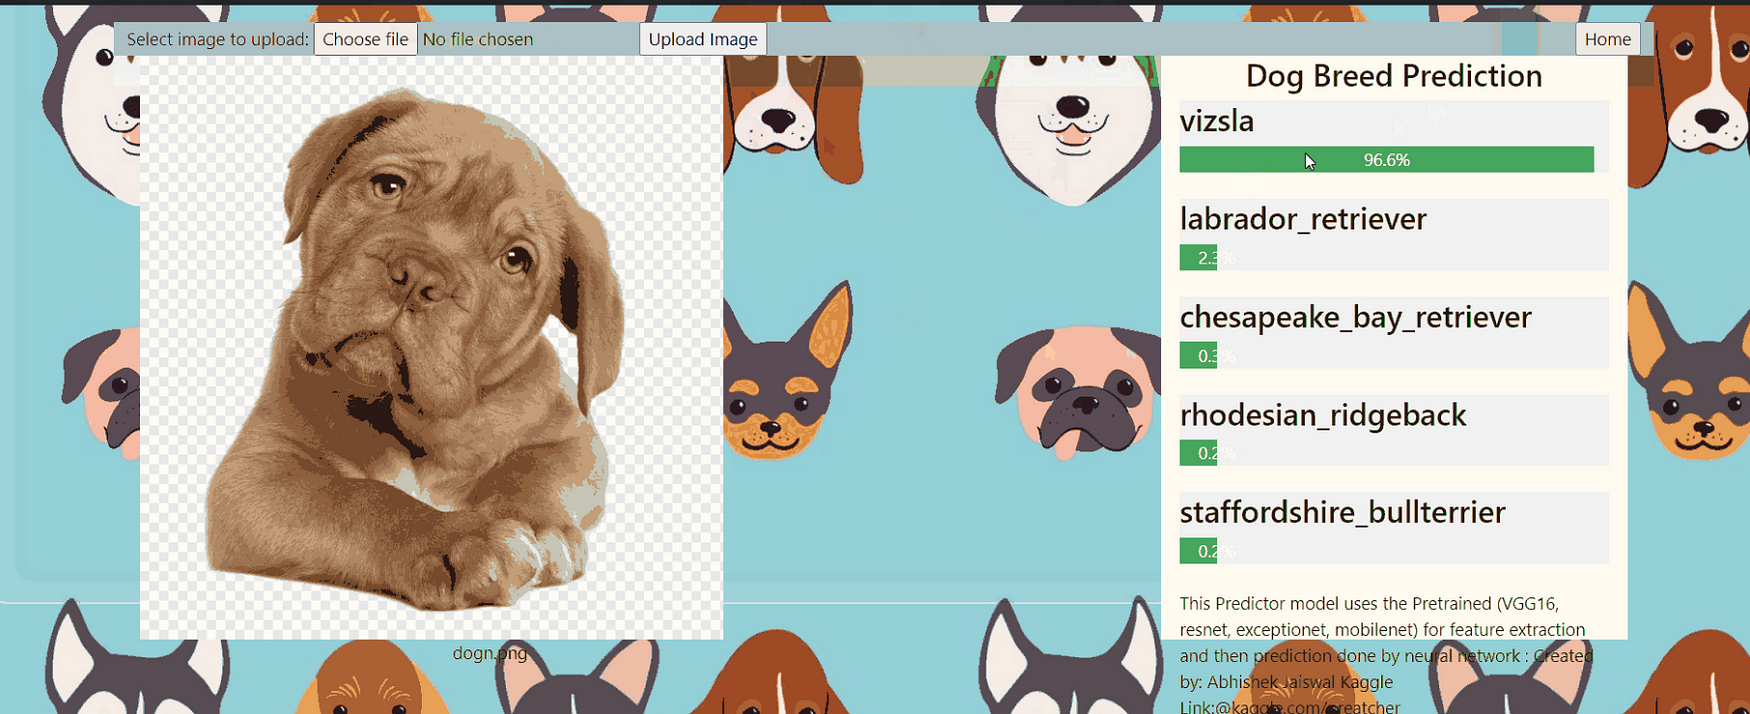 Select image to upload: Choose file No file chosen Upload Image Home
Dog Breed Prediction
vizsla
96.6%
labrador_retriever
2.3%
chesapeake_bay_retriever
0.3%
rhodesian_ridgeback
0.2%
staffordshire_bullterrier
0.2%
This Predictor model uses the Pretrained (VGG16,
resnet, exceptionet, mobilenet) for feature extraction
and then prediction done by neural network : Created
by: Abhishek Jaiswal Kaggle
Link:@kaggle.com/creatcher
dogn.png